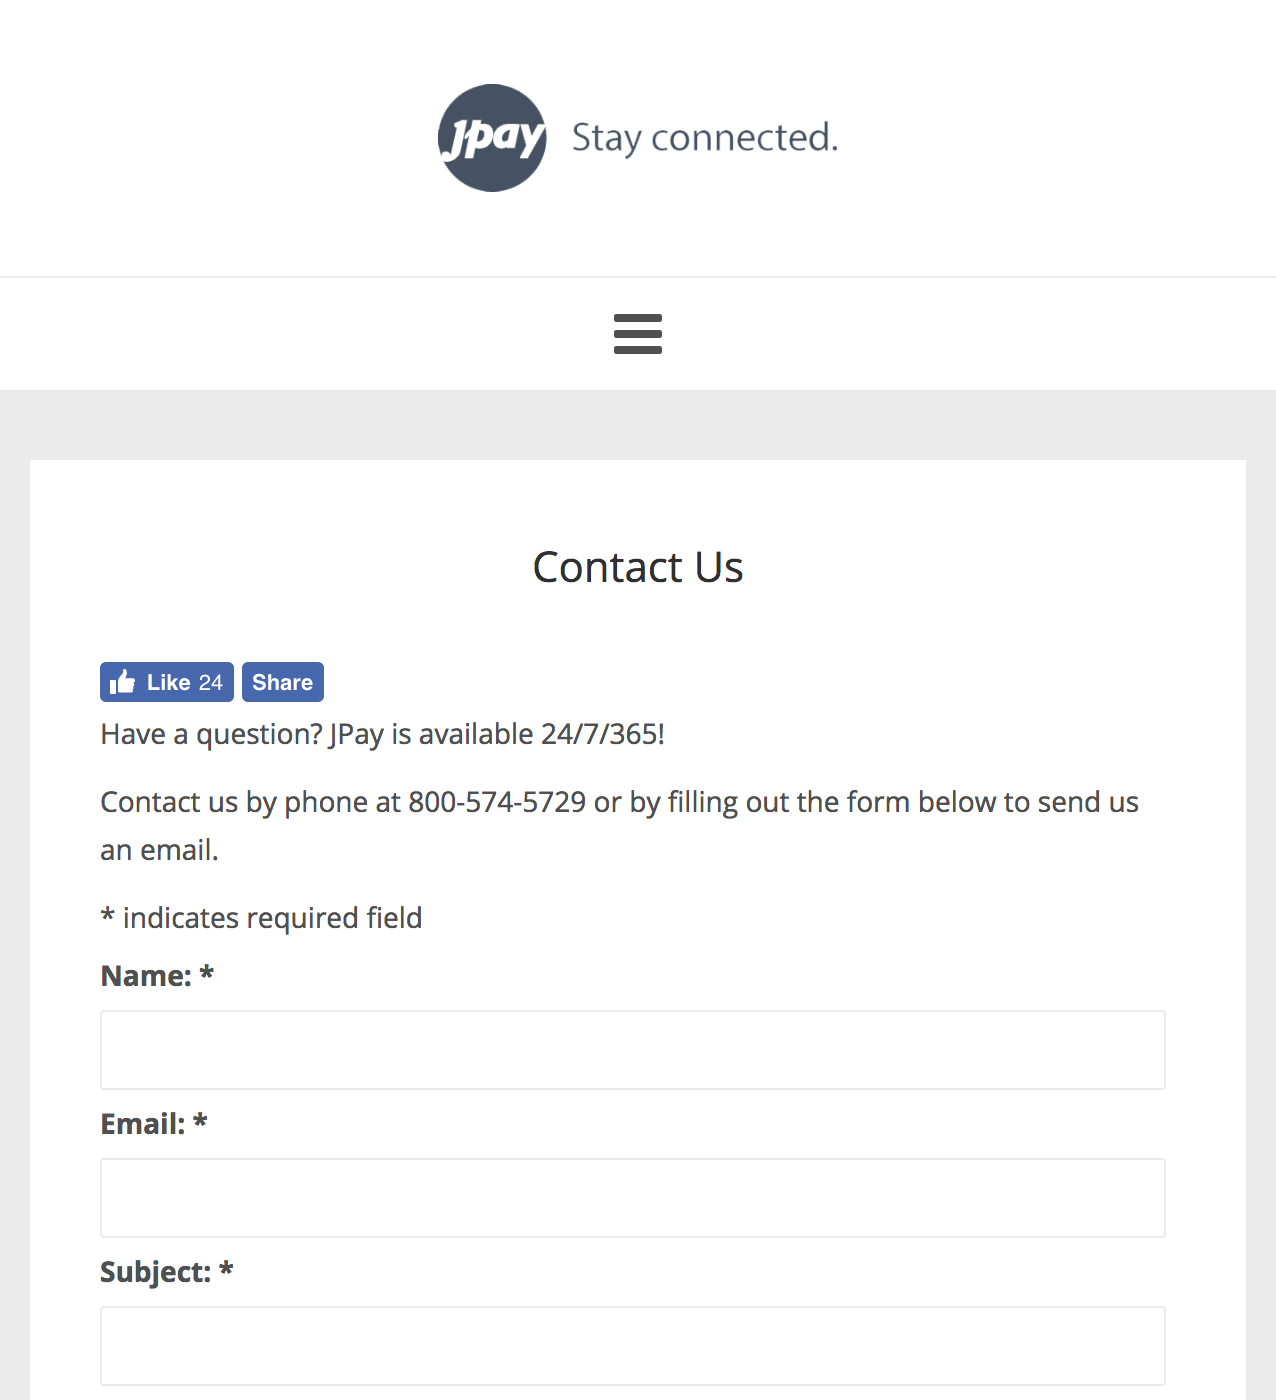 Jpay Stay connected.
Contact Us
Like 24 Share
Have a question? JPay is available 24/7/365!
Contact us by phone at 800-574-5729 or by filling out the form below to send us
an email.
* indicates required field
Name: *
Email: *
Subject: *